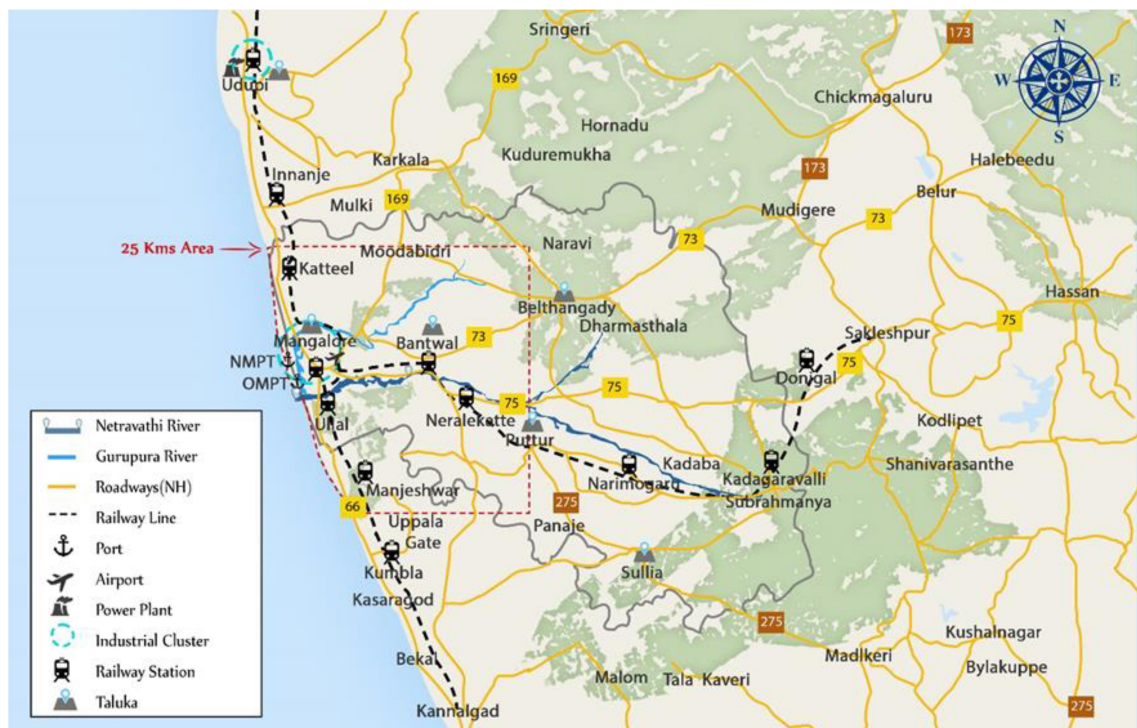 N
173
Sringeri
W
E
Udupi
169
Chickmagaluru
S
Hornadu
Karkala
Kuduremukha
Halebeedu
Innanje
173
Belur
Mulki
169
Mudigere
73
25 Kms Area
Moodabidri
Naravi
73
Katteel
Hassan
Belthangady
Dharmasthala
75
Sakleshpur
Mangalore
Bantwal
73
NMPT
OMPT
Donigal
75
75
75
Ullal
Neralekatte
Puttur
Kodlipet
Netravathi River
Gurupura River
Roadways(NH)
Railway Line
Port
Airport
Power Plant
Industrial Cluster
Railway Station
Taluka
Kadaba
Shanivarasanthe
Manjeshwar
Narimogaru
Kadagaravalli
Subrahmanya
66
275
Uppala
Gate
Panaje
Kumbla
Sullia
Kasaragod
275
Kushalnagar
Madlkeri
Bylakuppe
Bekal
Malom
Tala Kaveri
Kannalgad
275